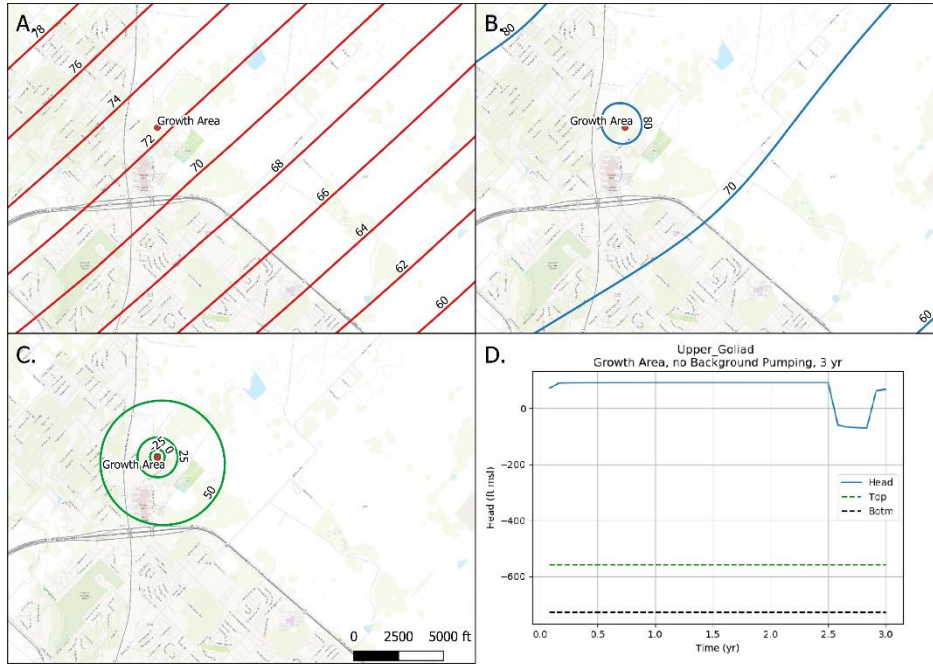 A.
78
76
74
Growth Area
72
70
68
66
64
62
60
B.
80
Growth Area
80
70
60
C.
-25
0
25
Growth Area
50
0 2500 5000 ft
D.
Upper_Goliad
Growth Area, no Background Pumping, 3 yr
0
−200
−400
−600
Head (ft msl)
Head
Top
Botm
0.0 0.5 1.0 1.5 2.0 2.5 3.0
Time (yr)